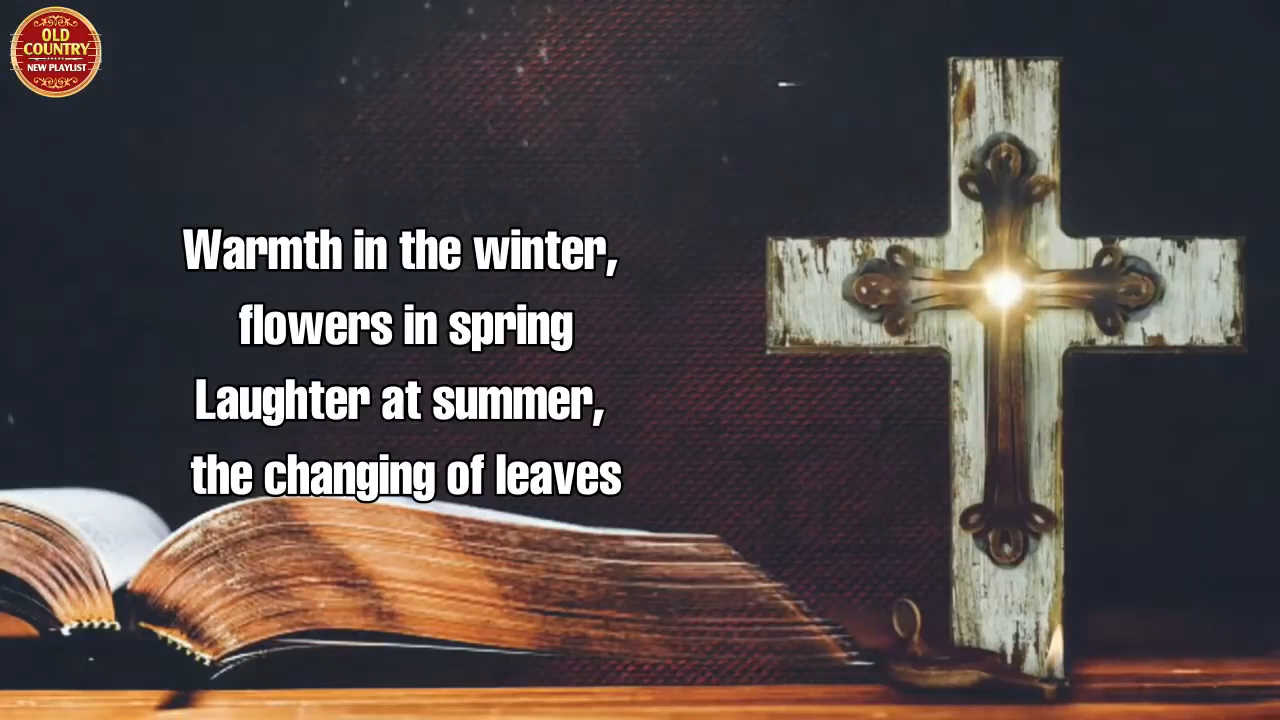 OLD
COUNTRY
NEW PLAYLIST
Warmth in the winter,
flowers in spring
Laughter at summer,
the changing of leaves